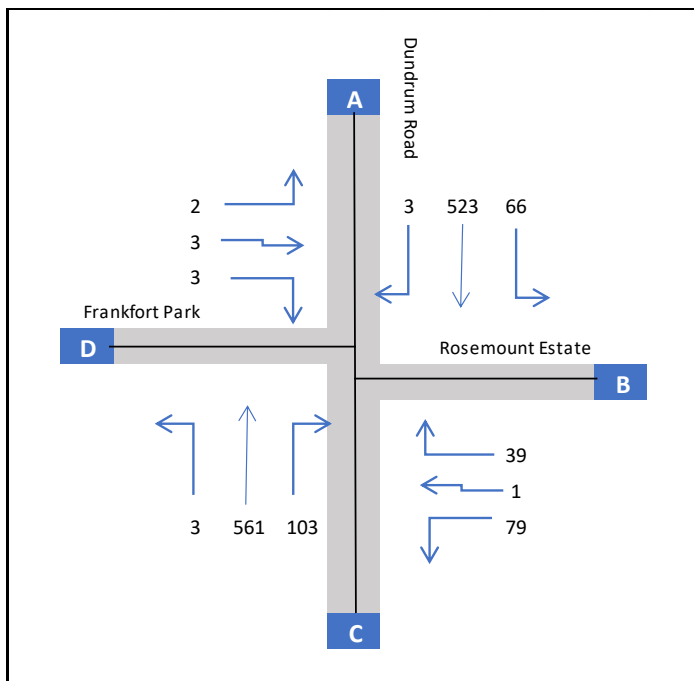 A
Dundrum Road
2
3 523 66
3
3
Frankfort Park
Rosemount Estate
D
B
39
1
3 561 103
79
C